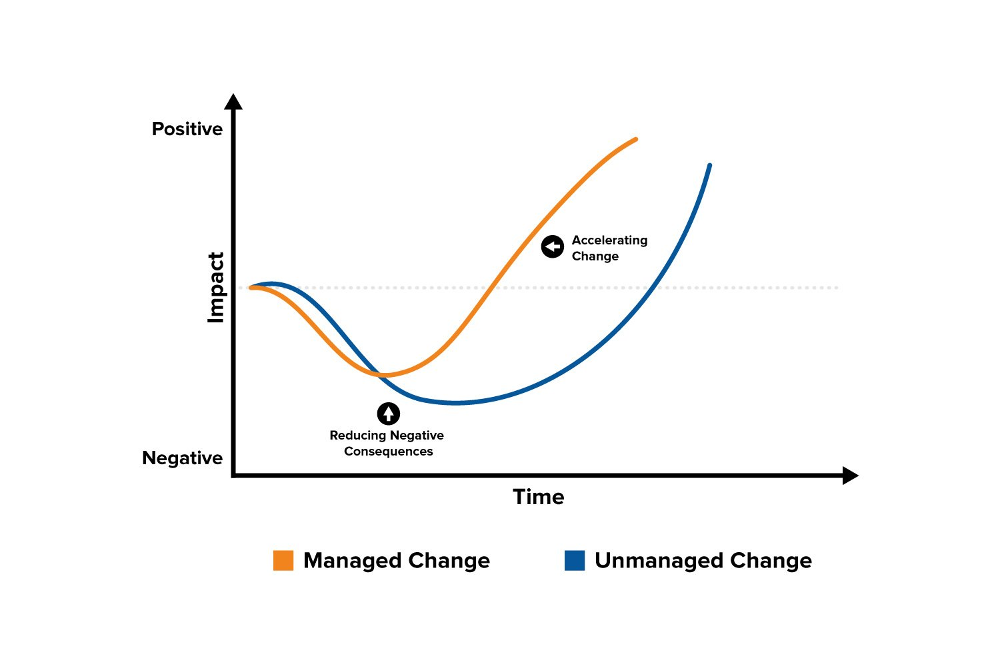 Positive
Impact
Accelerating
Change
Reducing Negative
Consequences
Negative
Time
Managed Change
Unmanaged Change